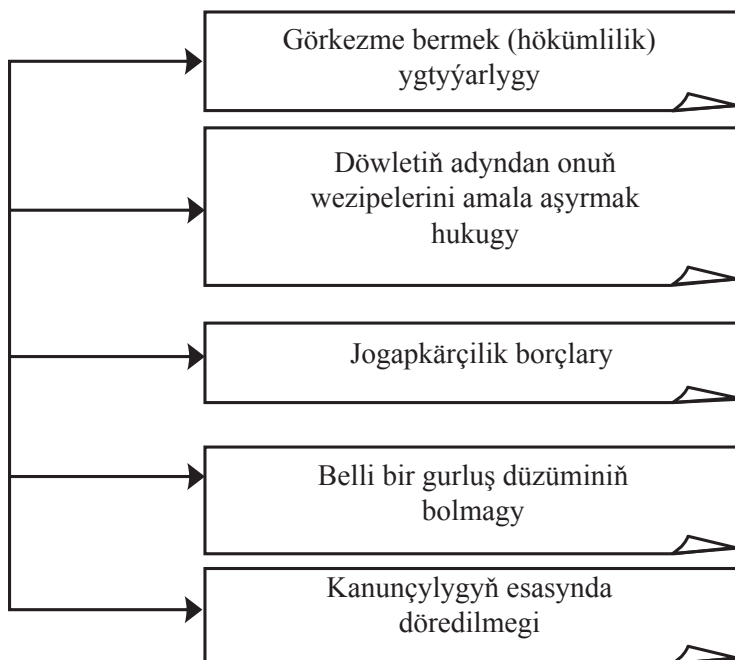 Görkezme bermek (hökümlilik)
ygtyýarlygy
Döwletiň adyndan onuň
wezipelerini amala aşyrmak
hukugy
Jogapkärçilik borçlary
Belli bir gurluş düzüminiň
bolmagy
Kanunçylygyň esasynda
döredilmegi